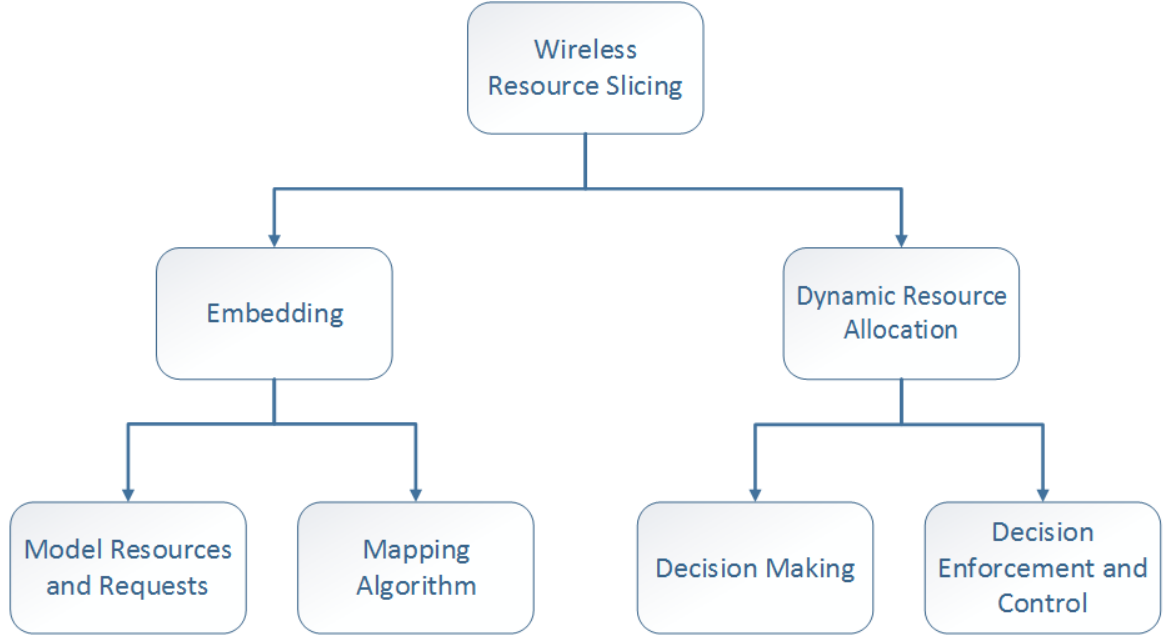 Wireless
Resource Slicing
Embedding
Dynamic Resource
Allocation
Model Resources
and Requests
Mapping
Algorithm
Decision Making
Decision
Enforcement and
Control